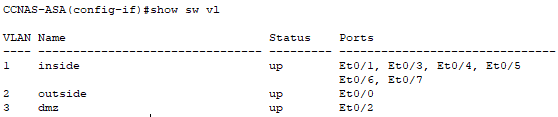 CCNAS-ASA(config-if)#show sw vl
VLAN Name Status Ports
---- -------------------------------- --------- -----------------------------
1 inside up Et0/1, Et0/3, Et0/4, Et0/5
Et0/6, Et0/7
2 outside up Et0/0
3 dmz up Et0/2